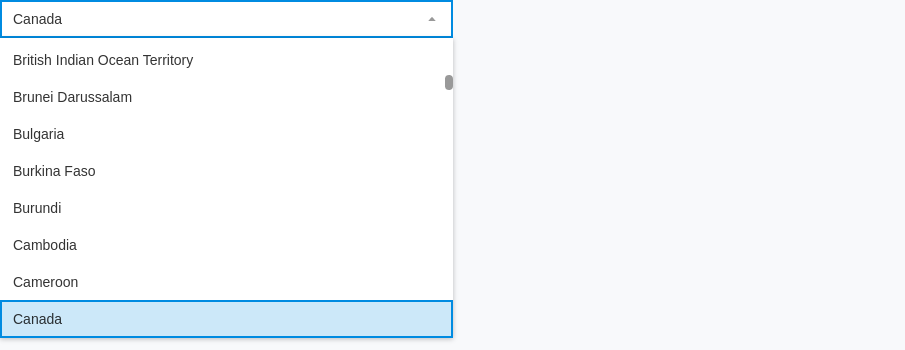 Canada
British Indian Ocean Territory
Brunei Darussalam
Bulgaria
Burkina Faso
Burundi
Cambodia
Cameroon
Canada